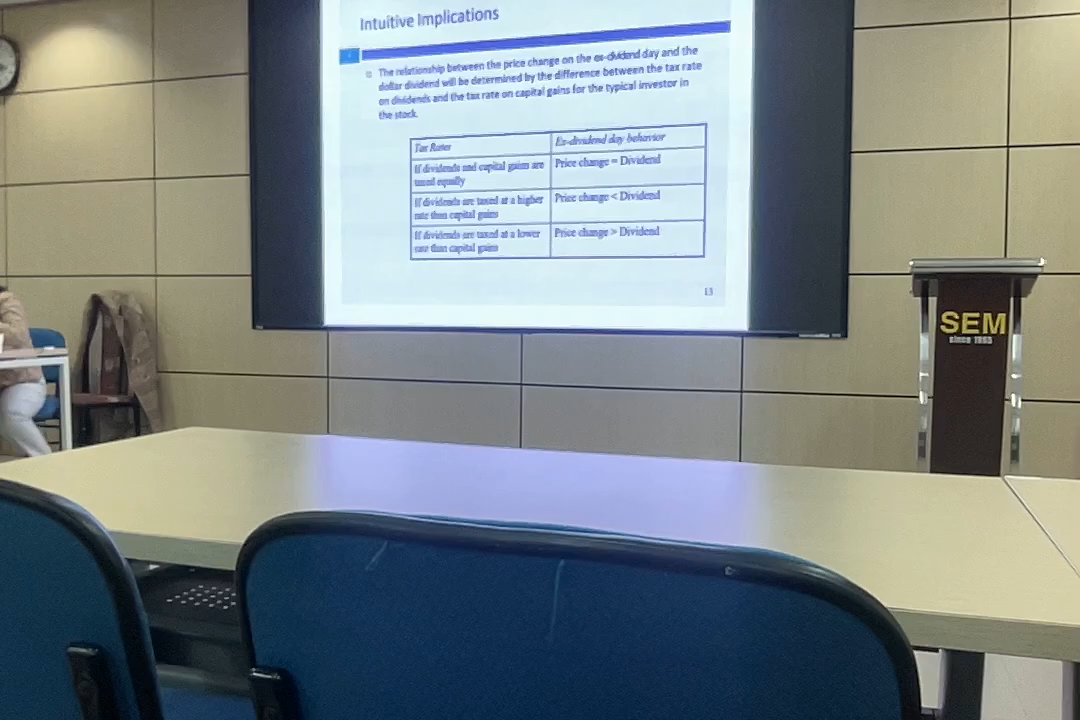 Intuitive Implications
The relationship between the price change on the ex-dividend day and the
dollar dividend will be determined by the difference between the tax rate
on dividends and the tax rate on capital gains for the typical investor in
the stock.
Tax Rates
Ex-dividend day behavior
If dividends and capital gains are
taxed equally
Price change = Dividend
If dividends are taxed at a higher
rate than capital gains
Price change < Dividend
If dividends are taxed at a lower
rate than capital gains
Price change > Dividend
13
SEM
since 1993